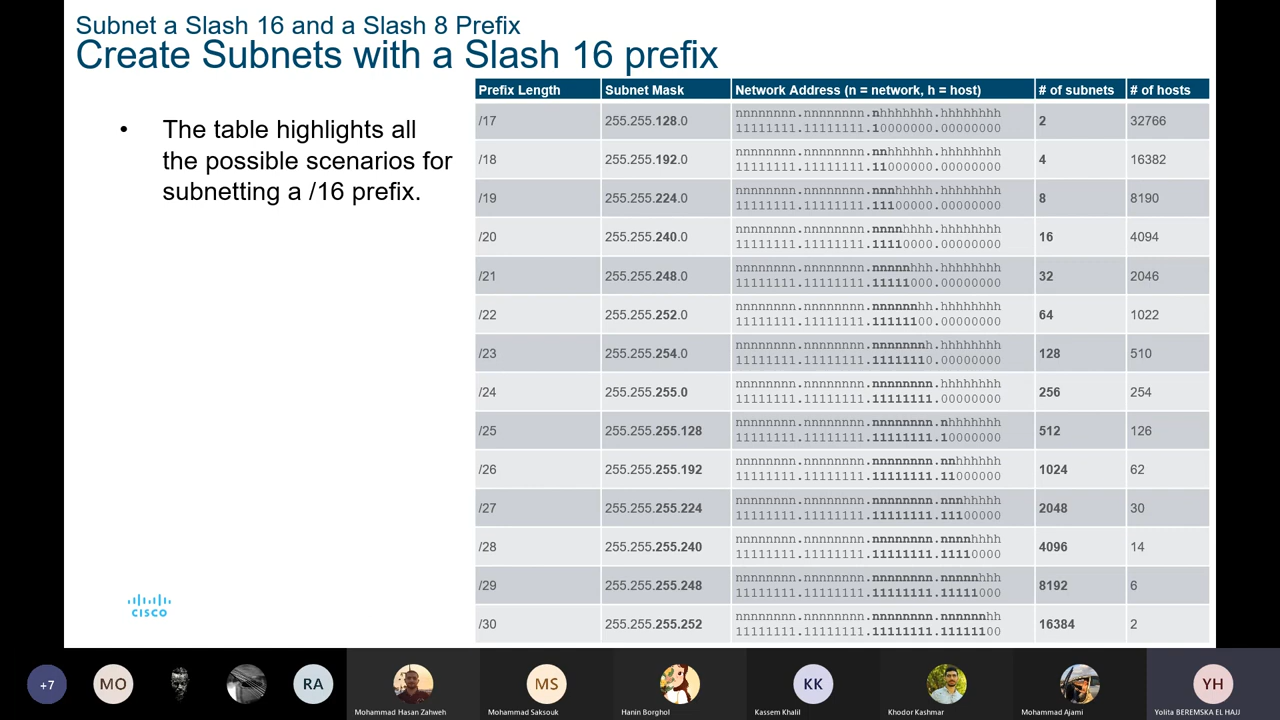 Subnet a Slash 16 and a Slash 8 Prefix
Create Subnets with a Slash 16 prefix
• The table highlights all
the possible scenarios for
subnetting a /16 prefix.
Prefix Length Subnet Mask Network Address (n = network, h = host) # of subnets # of hosts
/17 255.255.128.0 nnnnnnnn.nnnnnnnn.nhhhhhhh.hhhhhhhh 2 32766
11111111.11111111.10000000.00000000
/18 255.255.192.0 nnnnnnnn.nnnnnnnn.nnhhhhhh.hhhhhhhh 4 16382
11111111.11111111.11000000.00000000
/19 255.255.224.0 nnnnnnnn.nnnnnnnn.nnnhhhhh.hhhhhhhh 8 8190
11111111.11111111.11100000.00000000
/20 255.255.240.0 nnnnnnnn.nnnnnnnn.nnnnhhhh.hhhhhhhh 16 4094
11111111.11111111.11110000.00000000
/21 255.255.248.0 nnnnnnnn.nnnnnnnn.nnnnnhhh.hhhhhhhh 32 2046
11111111.11111111.11111000.00000000
/22 255.255.252.0 nnnnnnnn.nnnnnnnn.nnnnnnhh.hhhhhhhh 64 1022
11111111.11111111.11111100.00000000
/23 255.255.254.0 nnnnnnnn.nnnnnnnn.nnnnnnnh.hhhhhhhh 128 510
11111111.11111111.11111110.00000000
/24 255.255.255.0 nnnnnnnn.nnnnnnnn.nnnnnnnn.hhhhhhhh 256 254
11111111.11111111.11111111.00000000
/25 255.255.255.128 nnnnnnnn.nnnnnnnn.nnnnnnnn.nhhhhhhh 512 126
11111111.11111111.11111111.10000000
/26 255.255.255.192 nnnnnnnn.nnnnnnnn.nnnnnnnn.nnhhhhhh 1024 62
11111111.11111111.11111111.11000000
/27 255.255.255.224 nnnnnnnn.nnnnnnnn.nnnnnnnn.nnnhhhhh 2048 30
11111111.11111111.11111111.11100000
/28 255.255.255.240 nnnnnnnn.nnnnnnnn.nnnnnnnn.nnnnhhhh 4096 14
11111111.11111111.11111111.11110000
/29 255.255.255.248 nnnnnnnn.nnnnnnnn.nnnnnnnn.nnnnnhhh 8192 6
11111111.11111111.11111111.11111000
/30 255.255.255.252 nnnnnnnn.nnnnnnnn.nnnnnnnn.nnnnnnhh 16384 2
11111111.11111111.11111111.11111100
CISCO
+7 MO RA MS KK YH
Mohammad Hasan Zahweh Mohammad Saksouk Hanin Borghol Kassem Khalil Khodor Kashmar Mohammad Ajami Yolita BEREMSKA EL HAJJ